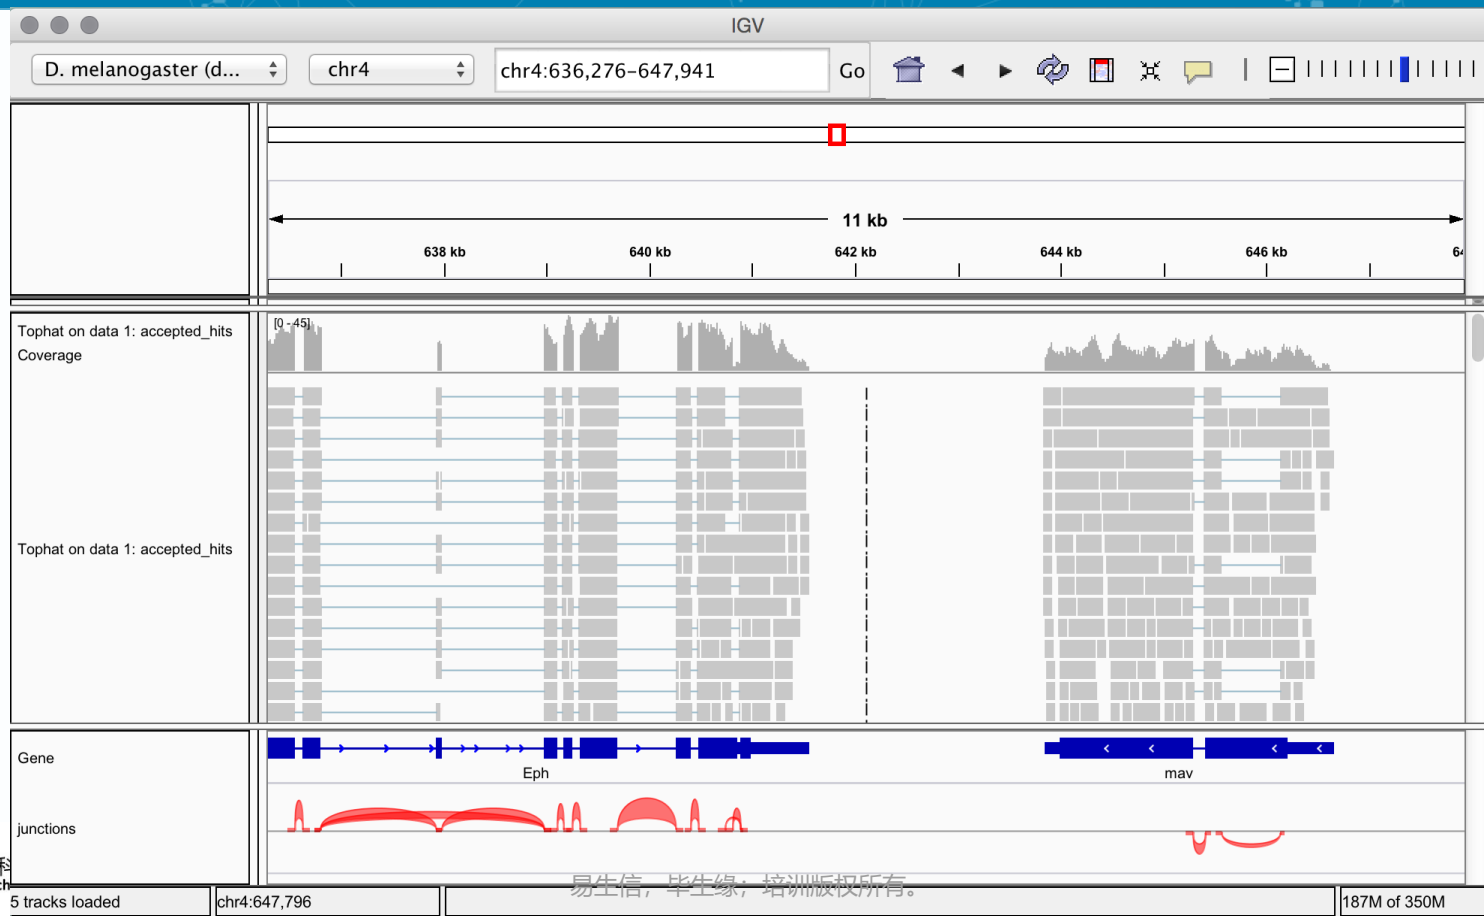 IGV
D. melanogaster (d...
chr4
chr4:636,276-647,941
Go
11 kb
638 kb 640 kb 642 kb 644 kb 646 kb 64
[0 - 45]
Tophat on data 1: accepted_hits
Coverage
Tophat on data 1: accepted_hits
Gene
Eph
mav
junctions
科
ch
易生信，毕生缘；培训版权所有。
5 tracks loaded
chr4:647,796
187M of 350M